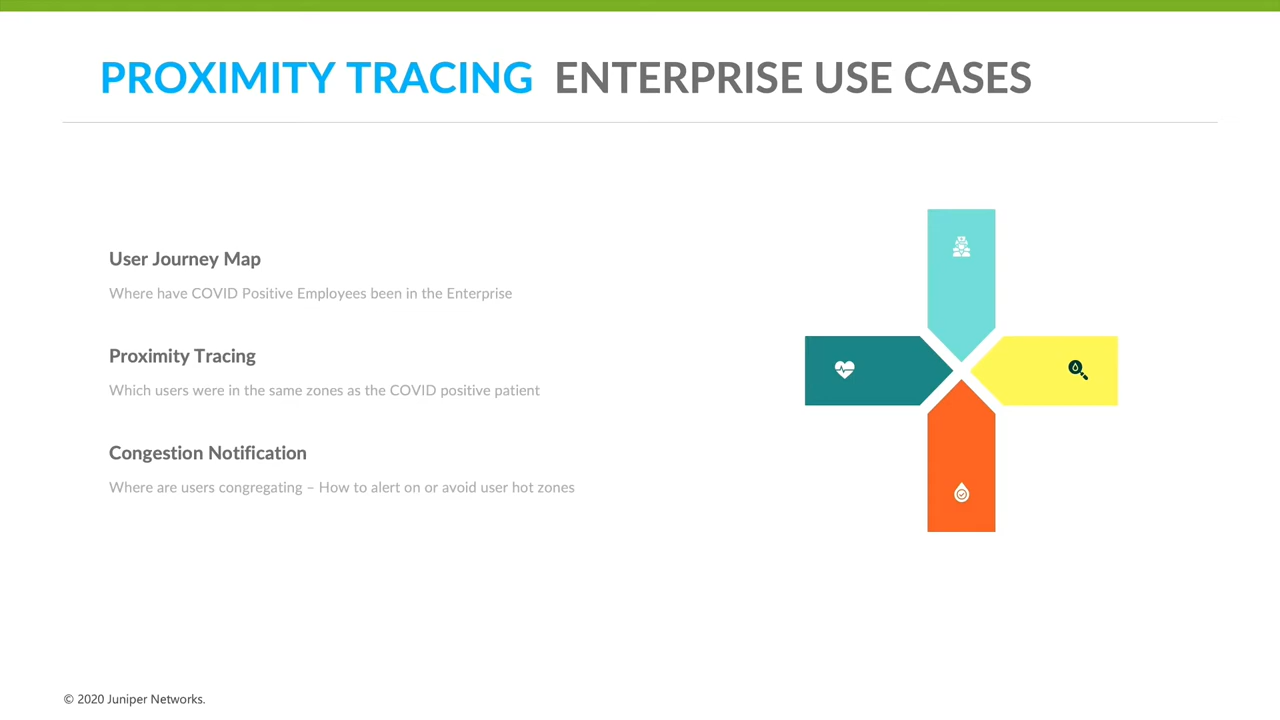 PROXIMITY TRACING ENTERPRISE USE CASES
User Journey Map
Where have COVID Positive Employees been in the Enterprise
Proximity Tracing
Which users were in the same zones as the COVID positive patient
Congestion Notification
Where are users congregating – How to alert on or avoid user hot zones
© 2020 Juniper Networks.